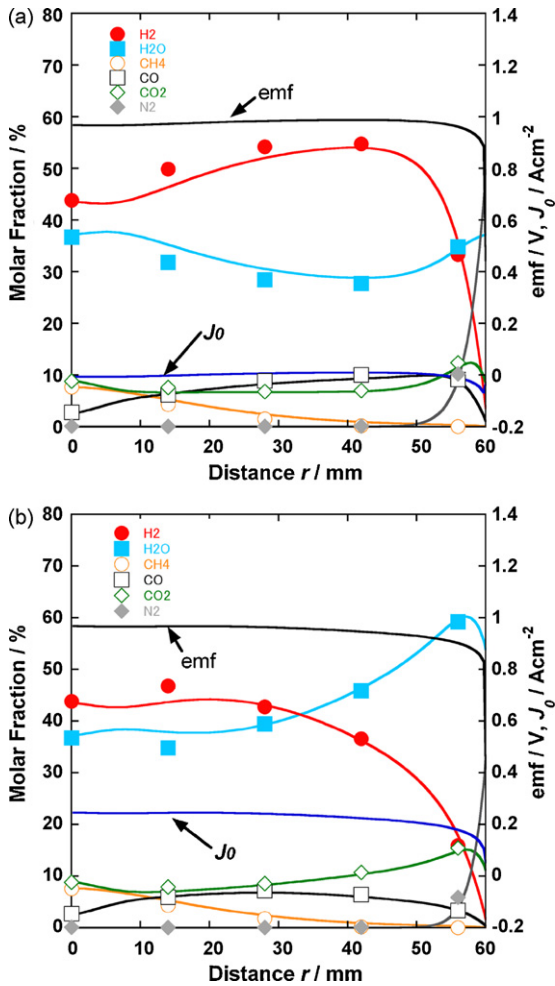 (a)
80
70
60
50
40
30
20
10
0
Molar Fraction / %
H2
H2O
CH4
CO
CO2
N2
emf
J0
1.4
1.2
1
0.8
0.6
0.4
0.2
0
-0.2
emf / V, J0 / Acm-2
0 10 20 30 40 50 60
Distance r / mm
(b)
80
70
60
50
40
30
20
10
0
Molar Fraction / %
H2
H2O
CH4
CO
CO2
N2
emf
J0
1.4
1.2
1
0.8
0.6
0.4
0.2
0
-0.2
emf / V, J0 / Acm-2
0 10 20 30 40 50 60
Distance r / mm